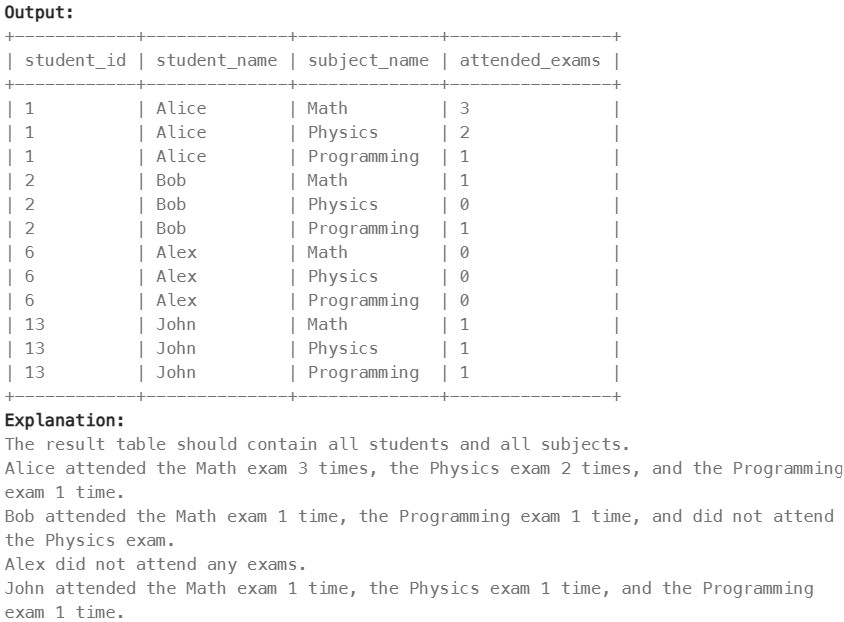 Output:
+------------+--------------+--------------+----------------+
| student_id | student_name | subject_name | attended_exams |
+------------+--------------+--------------+----------------+
| 1          | Alice        | Math         | 3              |
| 1          | Alice        | Physics      | 2              |
| 1          | Alice        | Programming  | 1              |
| 2          | Bob          | Math         | 1              |
| 2          | Bob          | Physics      | 0              |
| 2          | Bob          | Programming  | 1              |
| 6          | Alex         | Math         | 0              |
| 6          | Alex         | Physics      | 0              |
| 6          | Alex         | Programming  | 0              |
| 13         | John         | Math         | 1              |
| 13         | John         | Physics      | 1              |
| 13         | John         | Programming  | 1              |
+------------+--------------+--------------+----------------+
Explanation:
The result table should contain all students and all subjects.
Alice attended the Math exam 3 times, the Physics exam 2 times, and the Programming
exam 1 time.
Bob attended the Math exam 1 time, the Programming exam 1 time, and did not attend
the Physics exam.
Alex did not attend any exams.
John attended the Math exam 1 time, the Physics exam 1 time, and the Programming
exam 1 time.